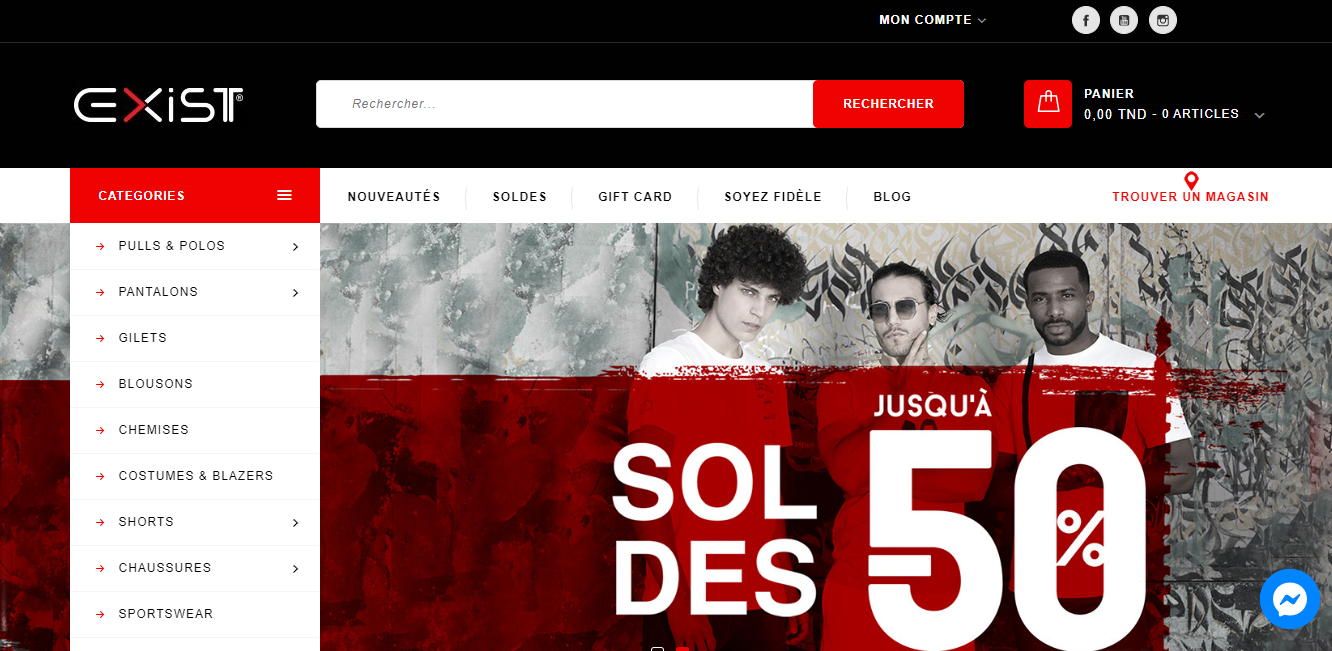 MON COMPTE
EXiST®
Rechercher...
RECHERCHER
PANIER
0,00 TND - 0 ARTICLES
CATEGORIES
NOUVEAUTÉS
SOLDES
GIFT CARD
SOYEZ FIDÈLE
BLOG
TROUVER UN MAGASIN
PULLS & POLOS
PANTALONS
GILETS
BLOUSONS
CHEMISES
COSTUMES & BLAZERS
SHORTS
CHAUSSURES
SPORTSWEAR
SOL
DES
JUSQU'À
50%